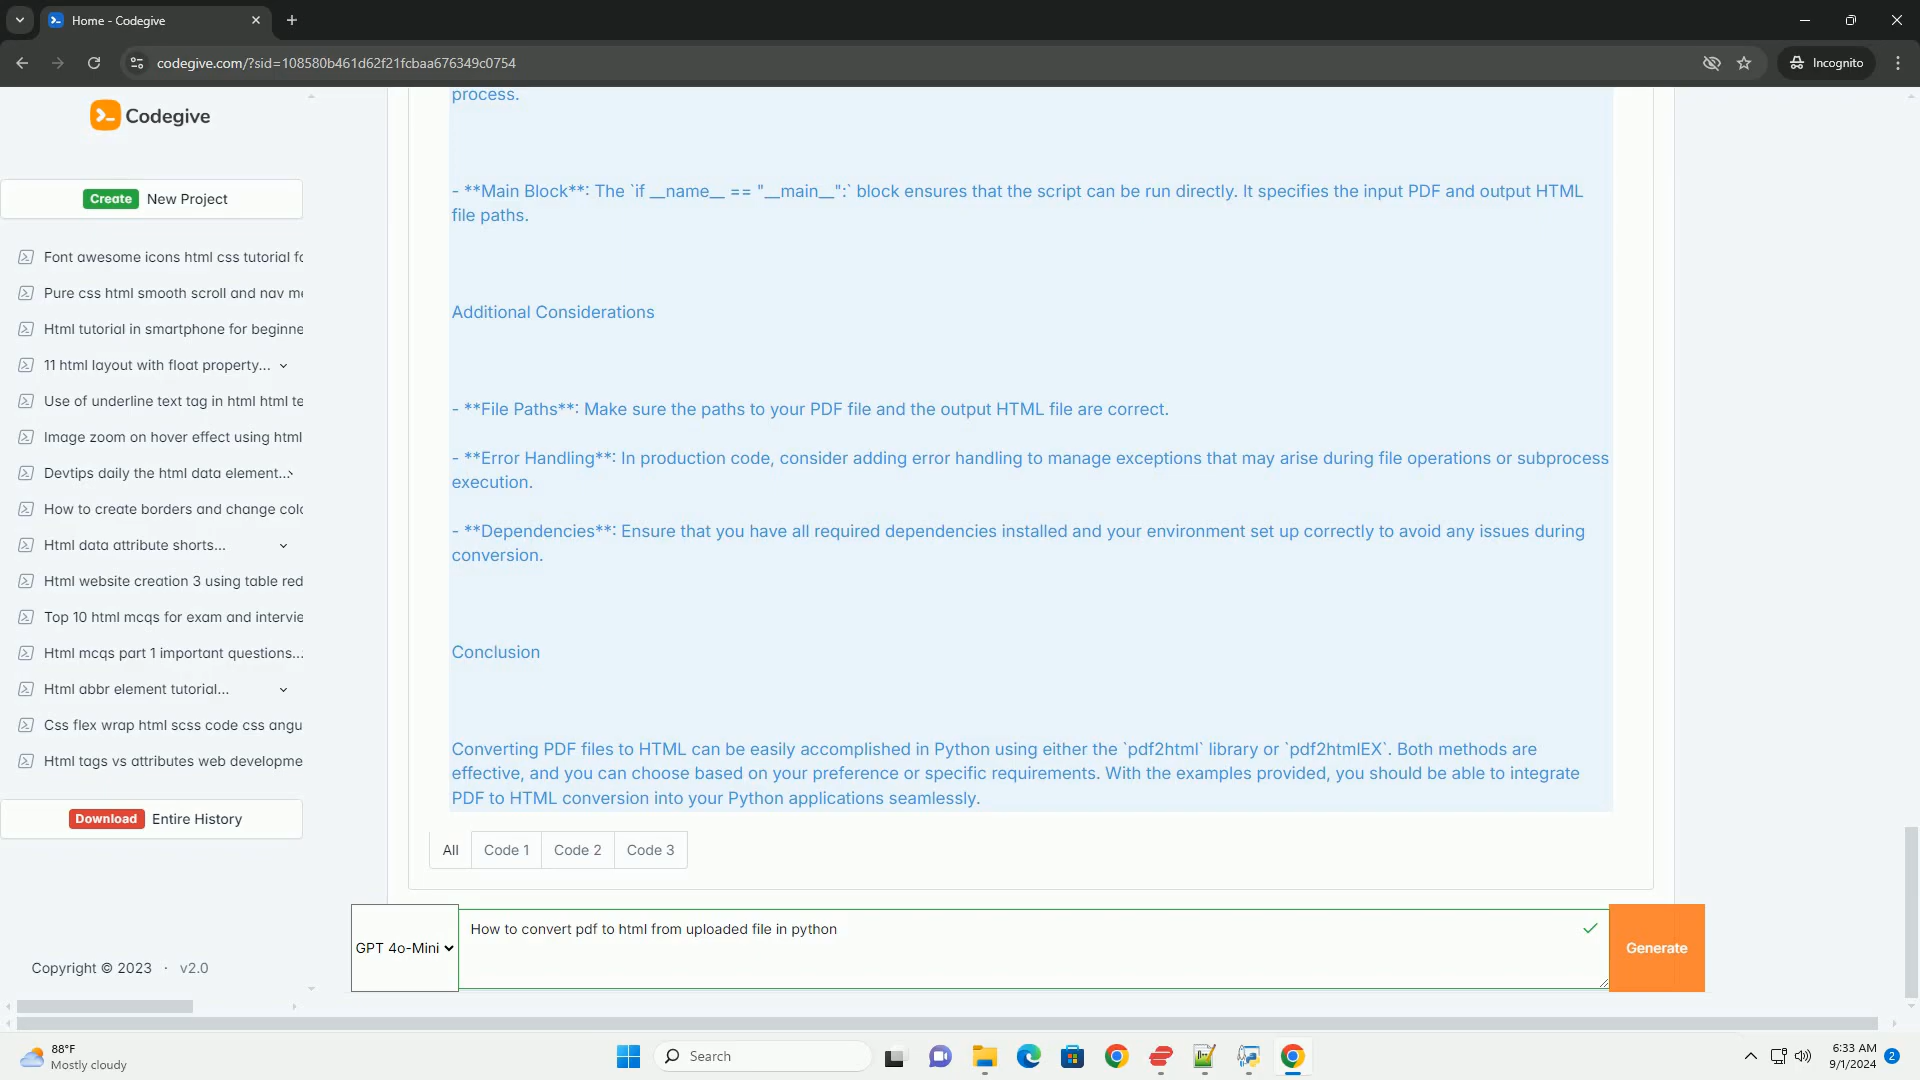 Home - Codegive
codegive.com/?sid=108580b461d62f21fcbaa676349c0754
Incognito
Codegive
Create New Project
Font awesome icons html css tutorial fo
Pure css html smooth scroll and nav me
Html tutorial in smartphone for beginne
11 html layout with float property...
Use of underline text tag in html html te
Image zoom on hover effect using html
Devtips daily the html data element...
How to create borders and change colo
Html data attribute shorts...
Html website creation 3 using table red
Top 10 html mcqs for exam and intervie
Html mcqs part 1 important questions...
Html abbr element tutorial...
Css flex wrap html scss code css angu
Html tags vs attributes web developme
Download Entire History
Copyright © 2023 · v2.0
process.
- **Main Block**: The `if __name__ == "__main__":` block ensures that the script can be run directly. It specifies the input PDF and output HTML
file paths.
Additional Considerations
- **File Paths**: Make sure the paths to your PDF file and the output HTML file are correct.
- **Error Handling**: In production code, consider adding error handling to manage exceptions that may arise during file operations or subprocess
execution.
- **Dependencies**: Ensure that you have all required dependencies installed and your environment set up correctly to avoid any issues during
conversion.
Conclusion
Converting PDF files to HTML can be easily accomplished in Python using either the `pdf2html` library or `pdf2htmlEX`. Both methods are
effective, and you can choose based on your preference or specific requirements. With the examples provided, you should be able to integrate
PDF to HTML conversion into your Python applications seamlessly.
All Code 1 Code 2 Code 3
GPT 4o-Mini
How to convert pdf to html from uploaded file in python
Generate
88°F
Mostly cloudy
Search
6:33 AM
9/1/2024
2